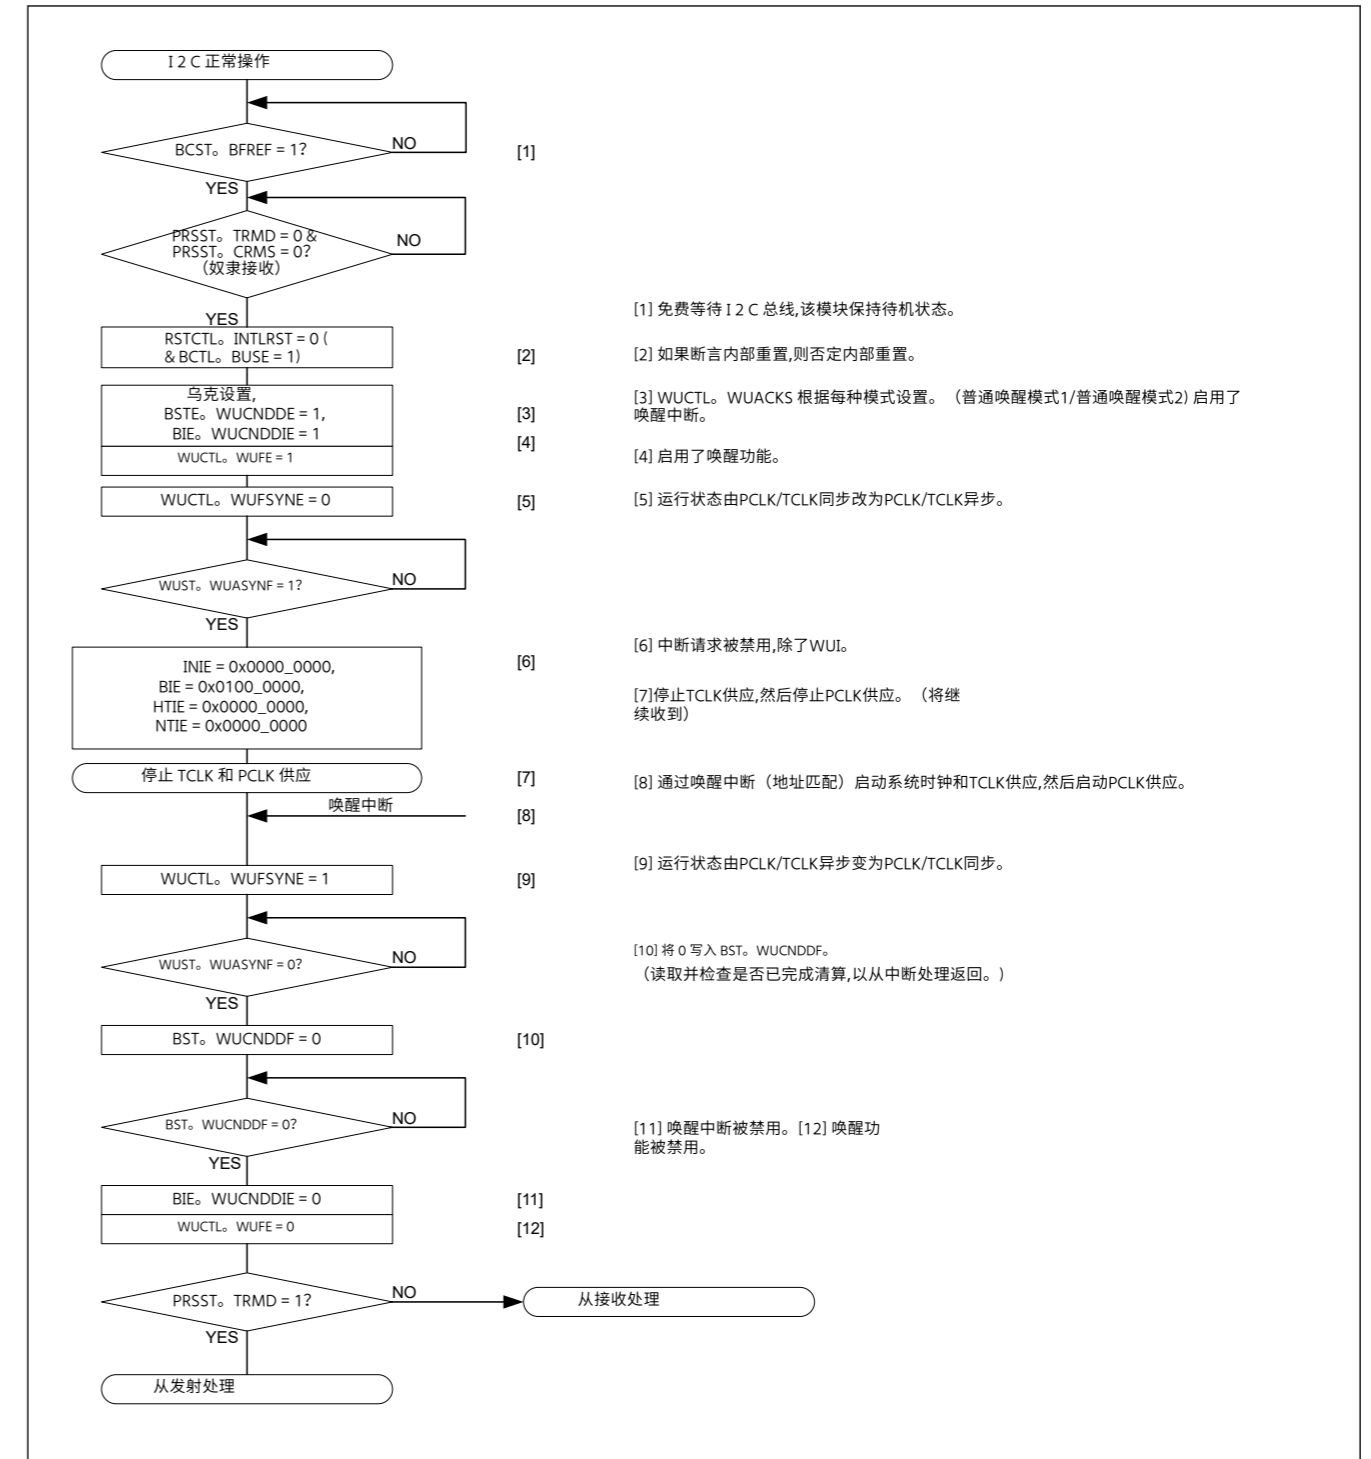 I 2 C 正常操作
BCST。BFREF = 1?
NO
[1]
YES
PRSST。TRMD = 0 &
PRSST。CRMS = 0?
（奴隶接收）
NO
YES
[1] 免费等待 I 2 C 总线,该模块保持待机状态。
RSTCTL。INTLRST = 0 (
& BCTL。BUSE = 1)
[2]
[2] 如果断言内部重置,则否定内部重置。
乌克设置,
BSTE。WUCNDDE = 1,
BIE。WUCNDDIE = 1
[3]
[3] WUCTL。WUACKS 根据每种模式设置。（普通唤醒模式1/普通唤醒模式2) 启用了
唤醒中断。
WUCTL。WUFE = 1
[4]
[4] 启用了唤醒功能。
WUCTL。WUFSYNE = 0
[5]
[5] 运行状态由PCLK/TCLK同步改为PCLK/TCLK异步。
WUST。WUASYNF = 1?
NO
YES
INIE = 0x0000_0000,
BIE = 0x0100_0000,
HTIE = 0x0000_0000,
NTIE = 0x0000_0000
[6]
[6] 中断请求被禁用,除了WUI。
[7]停止TCLK供应,然后停止PCLK供应。（将继
续收到）
停止 TCLK 和 PCLK 供应
[7]
唤醒中断
[8]
[8] 通过唤醒中断（地址匹配）启动系统时钟和TCLK供应,然后启动PCLK供应。
WUCTL。WUFSYNE = 1
[9]
[9] 运行状态由PCLK/TCLK异步变为PCLK/TCLK同步。
WUST。WUASYNF = 0?
NO
YES
[10] 将 0 写入 BST。WUCNDDF。
（读取并检查是否已完成清算,以从中断处理返回。)
BST。WUCNDDF = 0
[10]
BST。WUCNDDF = 0?
NO
YES
[11] 唤醒中断被禁用。[12] 唤醒功
能被禁用。
BIE。WUCNDDIE = 0
[11]
WUCTL。WUFE = 0
[12]
PRSST。TRMD = 1?
NO
从接收处理
YES
从发射处理